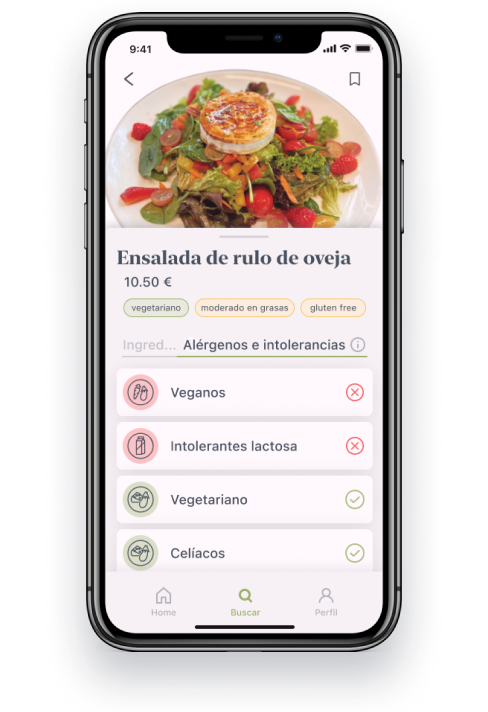 9:41
Ensalada de rulo de oveja
10.50 €
vegetariano moderado en grasas gluten free
Ingred... Alérgenos e intolerancias
Veganos
Intolerantes lactosa
Vegetariano
Celíacos
Home Buscar Perfil